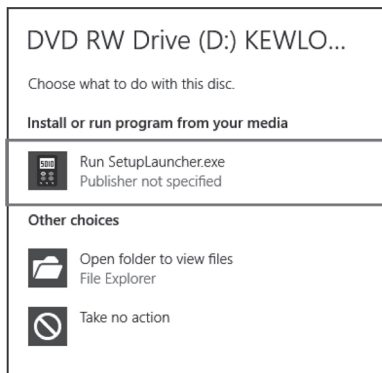 DVD RW Drive (D:) KEWLO...
Choose what to do with this disc.
Install or run program from your media
Run SetupLauncher.exe
Publisher not specified
Other choices
Open folder to view files
File Explorer
Take no action